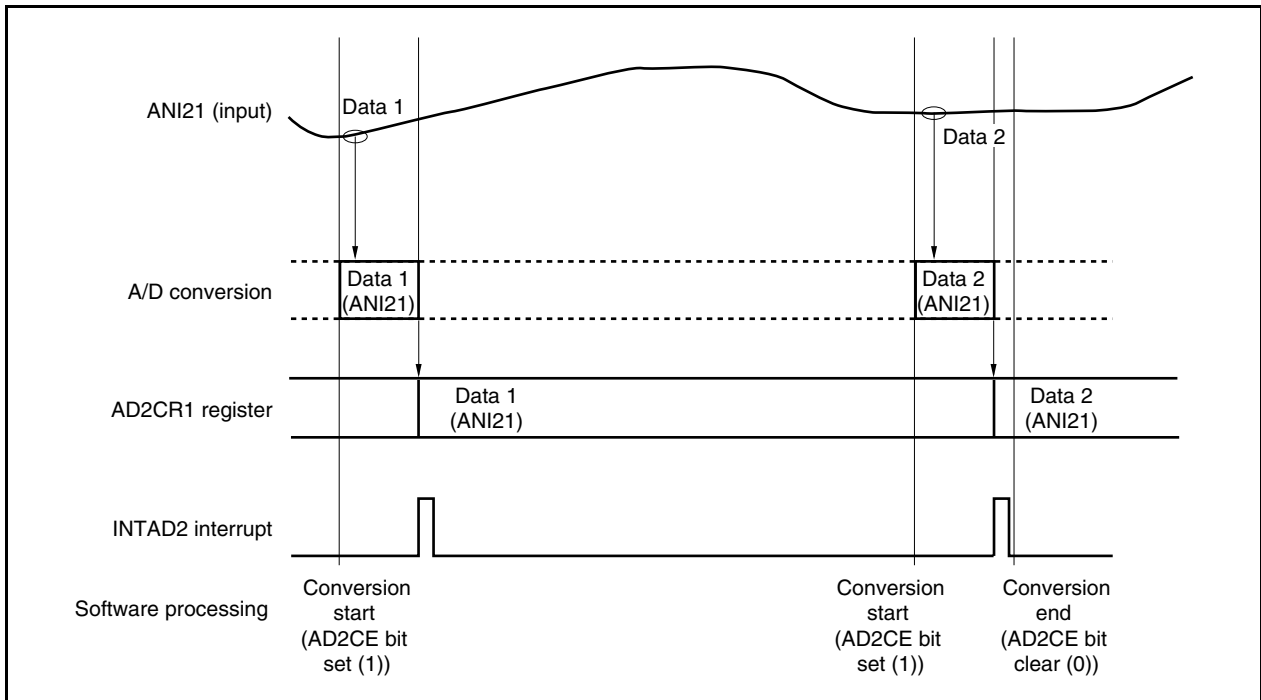 ANI21 (input)
Data 1
Data 2
A/D conversion
Data 1
(ANI21)
Data 2
(ANI21)
AD2CR1 register
Data 1
(ANI21)
Data 2
(ANI21)
INTAD2 interrupt
Software processing
Conversion
start
(AD2CE bit
set (1))
Conversion
start
(AD2CE bit
set (1))
Conversion
end
(AD2CE bit
clear (0))